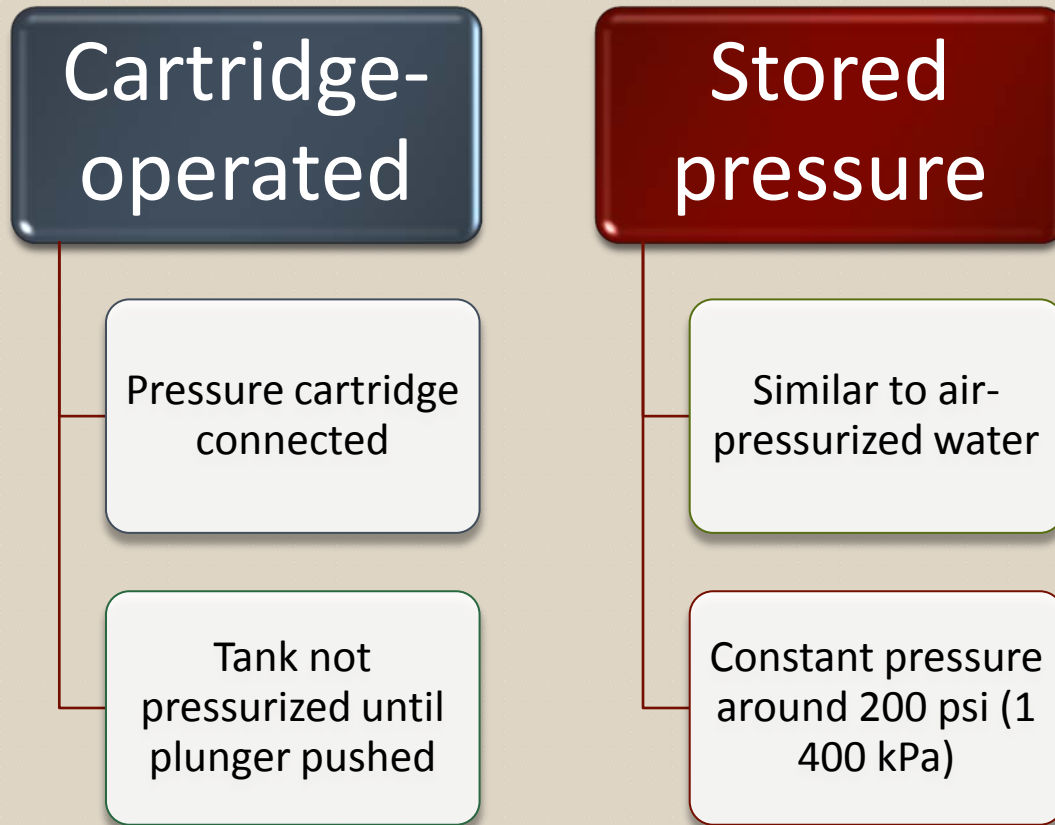 Cartridge-
operated
Pressure cartridge
connected
Tank not
pressurized until
plunger pushed
Stored
pressure
Similar to air-
pressurized water
Constant pressure
around 200 psi (1
400 kPa)